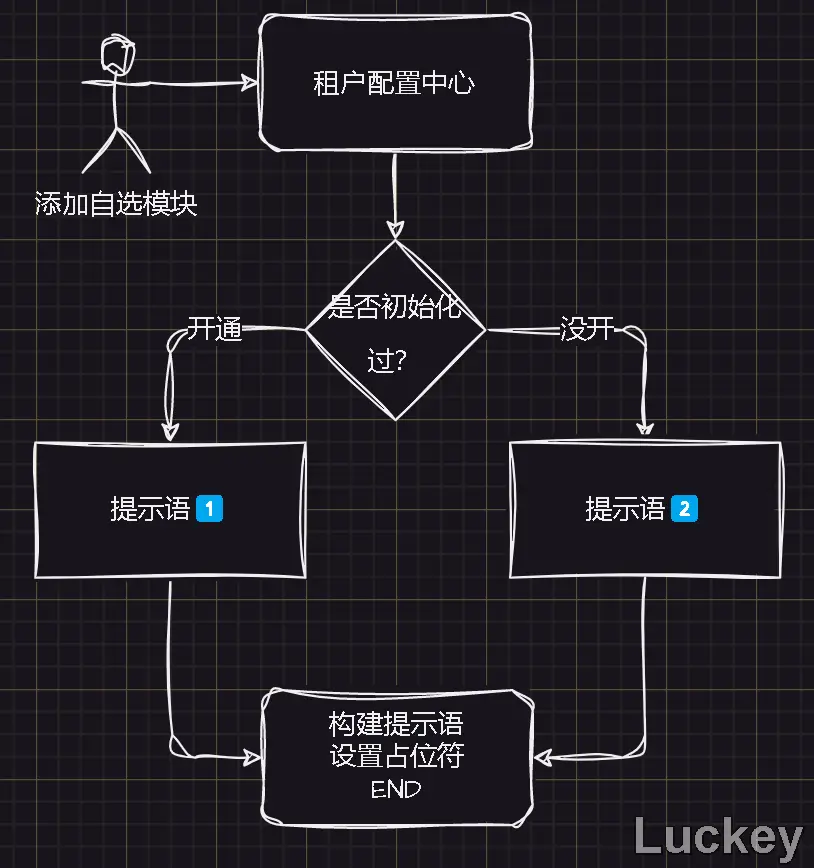 租户配置中心
添加自选模块
是否初始化
过?
开通
没开
提示语 1
提示语 2
构建提示语
设置占位符
END
Luckey